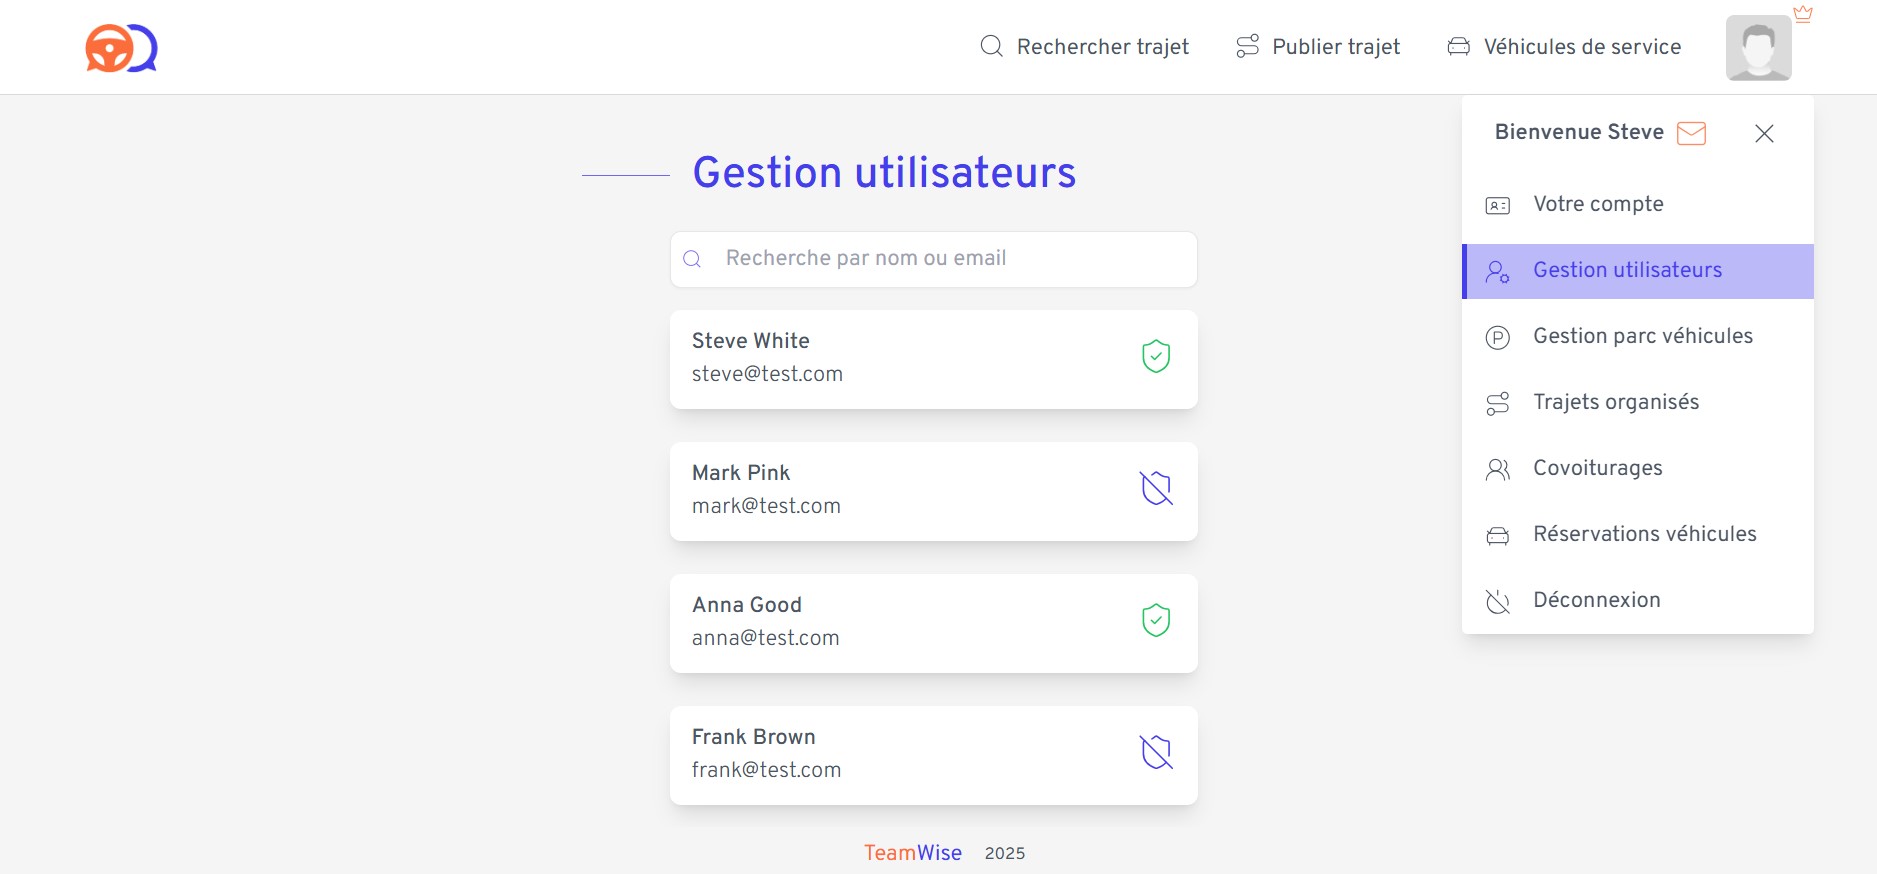 Rechercher trajet
Publier trajet
Véhicules de service
Bienvenue Steve
Votre compte
Gestion utilisateurs
Gestion parc véhicules
Trajets organisés
Covoiturages
Réservations véhicules
Déconnexion
Gestion utilisateurs
Recherche par nom ou email
Steve White
steve@test.com
Mark Pink
mark@test.com
Anna Good
anna@test.com
Frank Brown
frank@test.com
TeamWise 2025